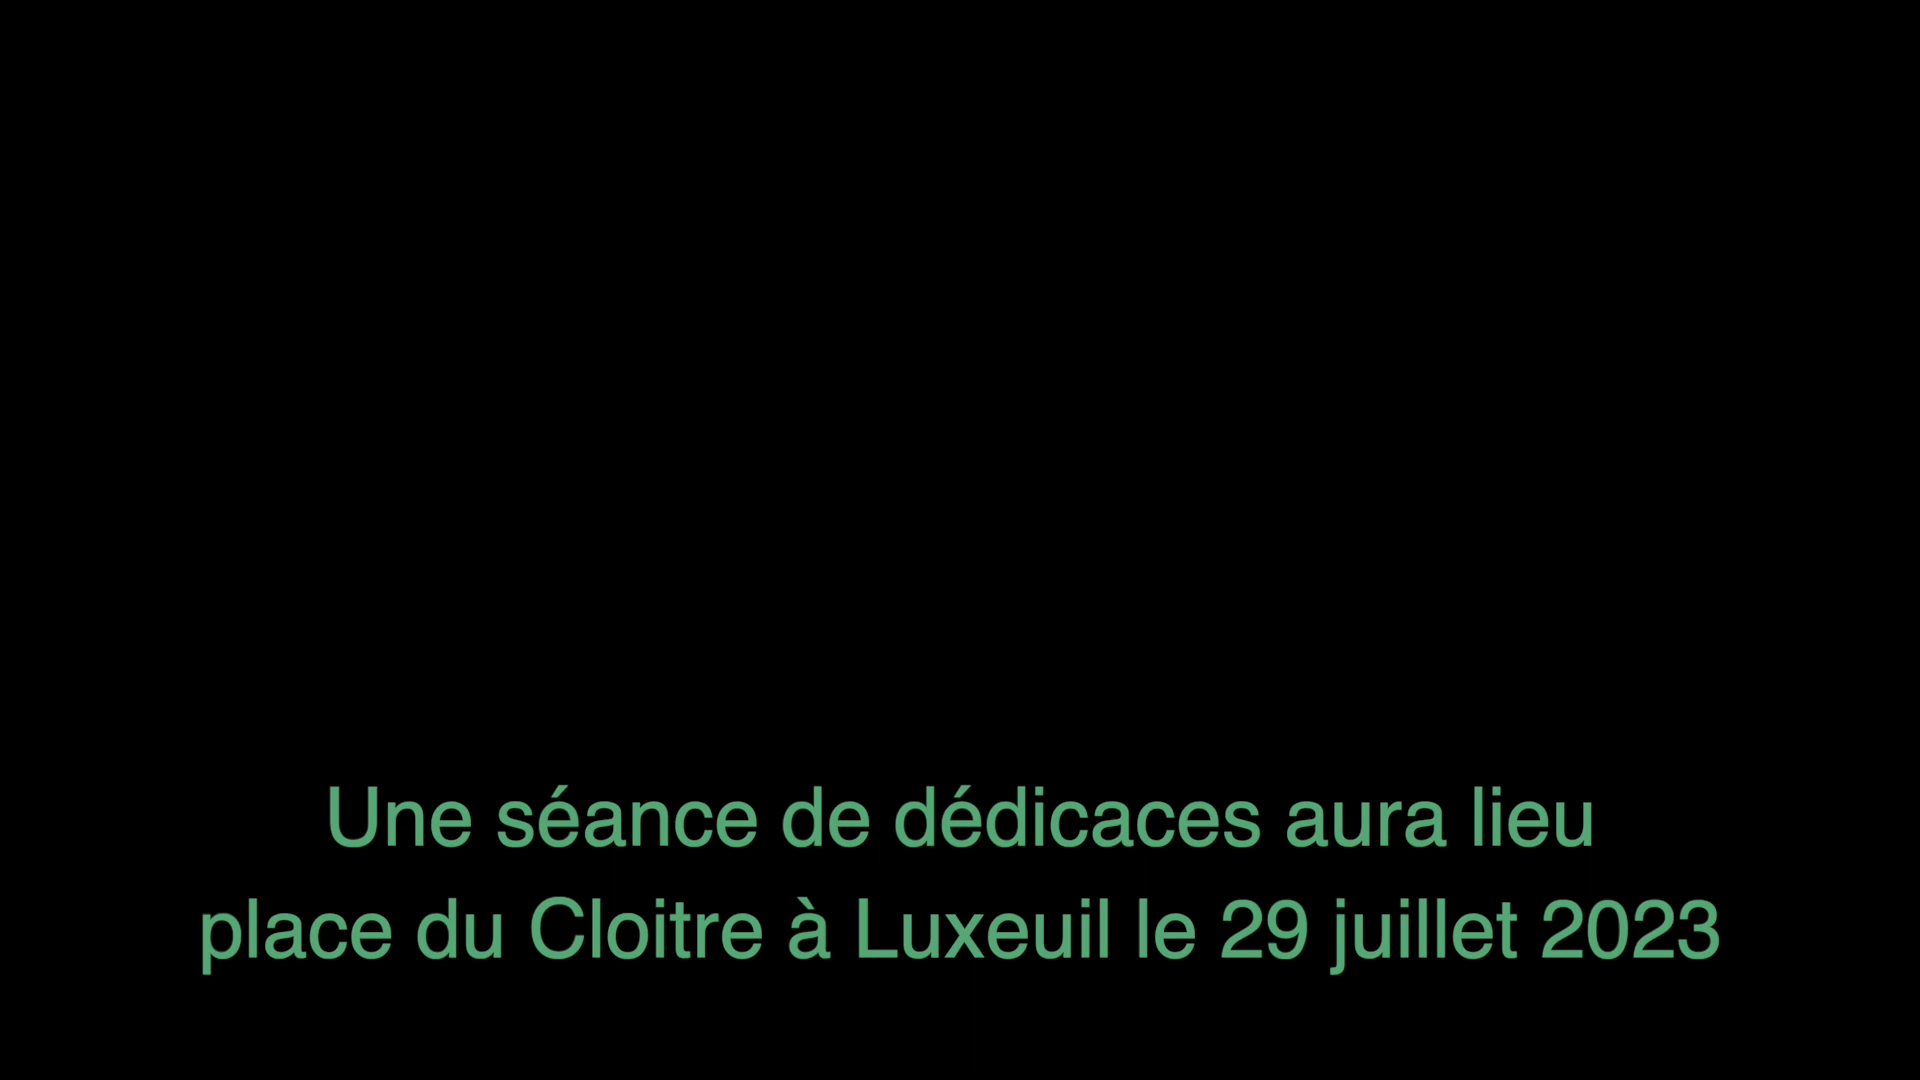 Une séance de dédicaces aura lieu
place du Cloitre à Luxeuil le 29 juillet 2023